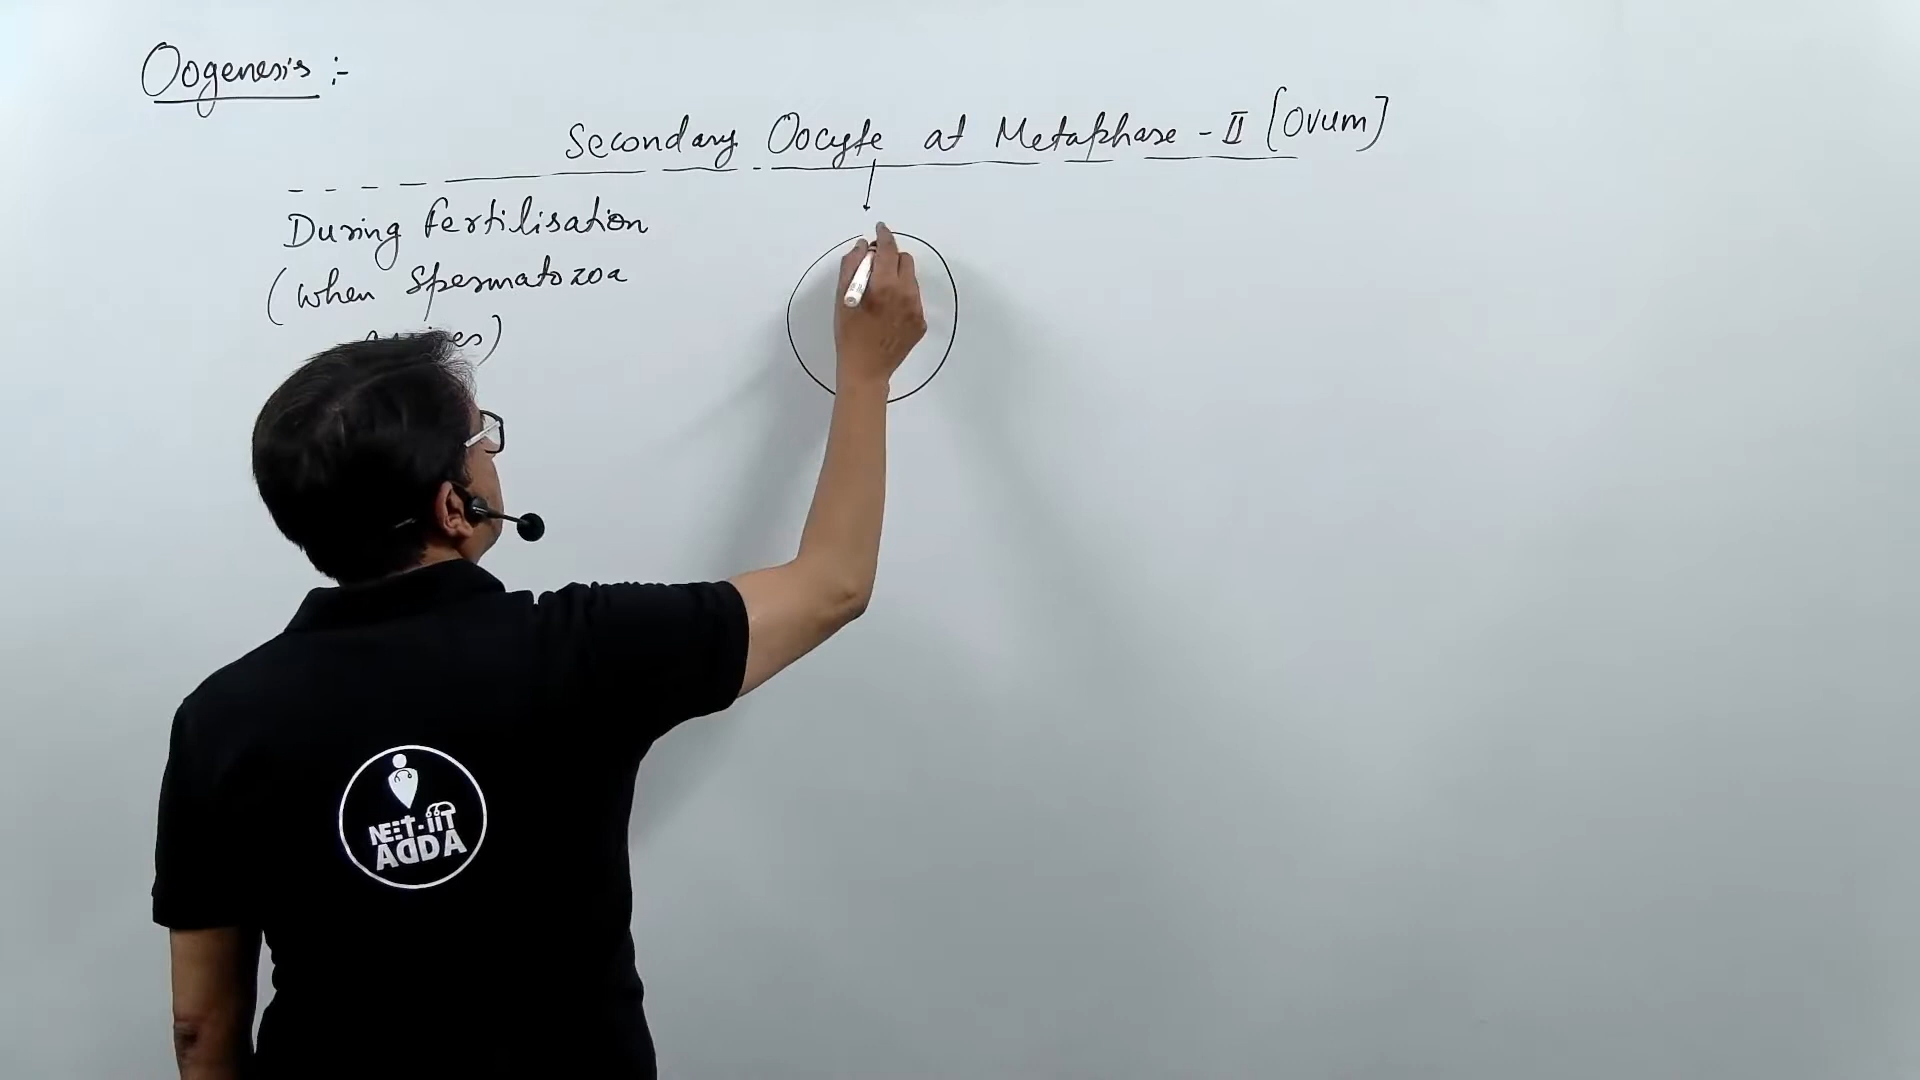 Oogenesis :-
Secondary Oocyte at Metaphase - II [Ovum]
During fertilisation
(when spermatozoa
NEET-IIT
ADDA